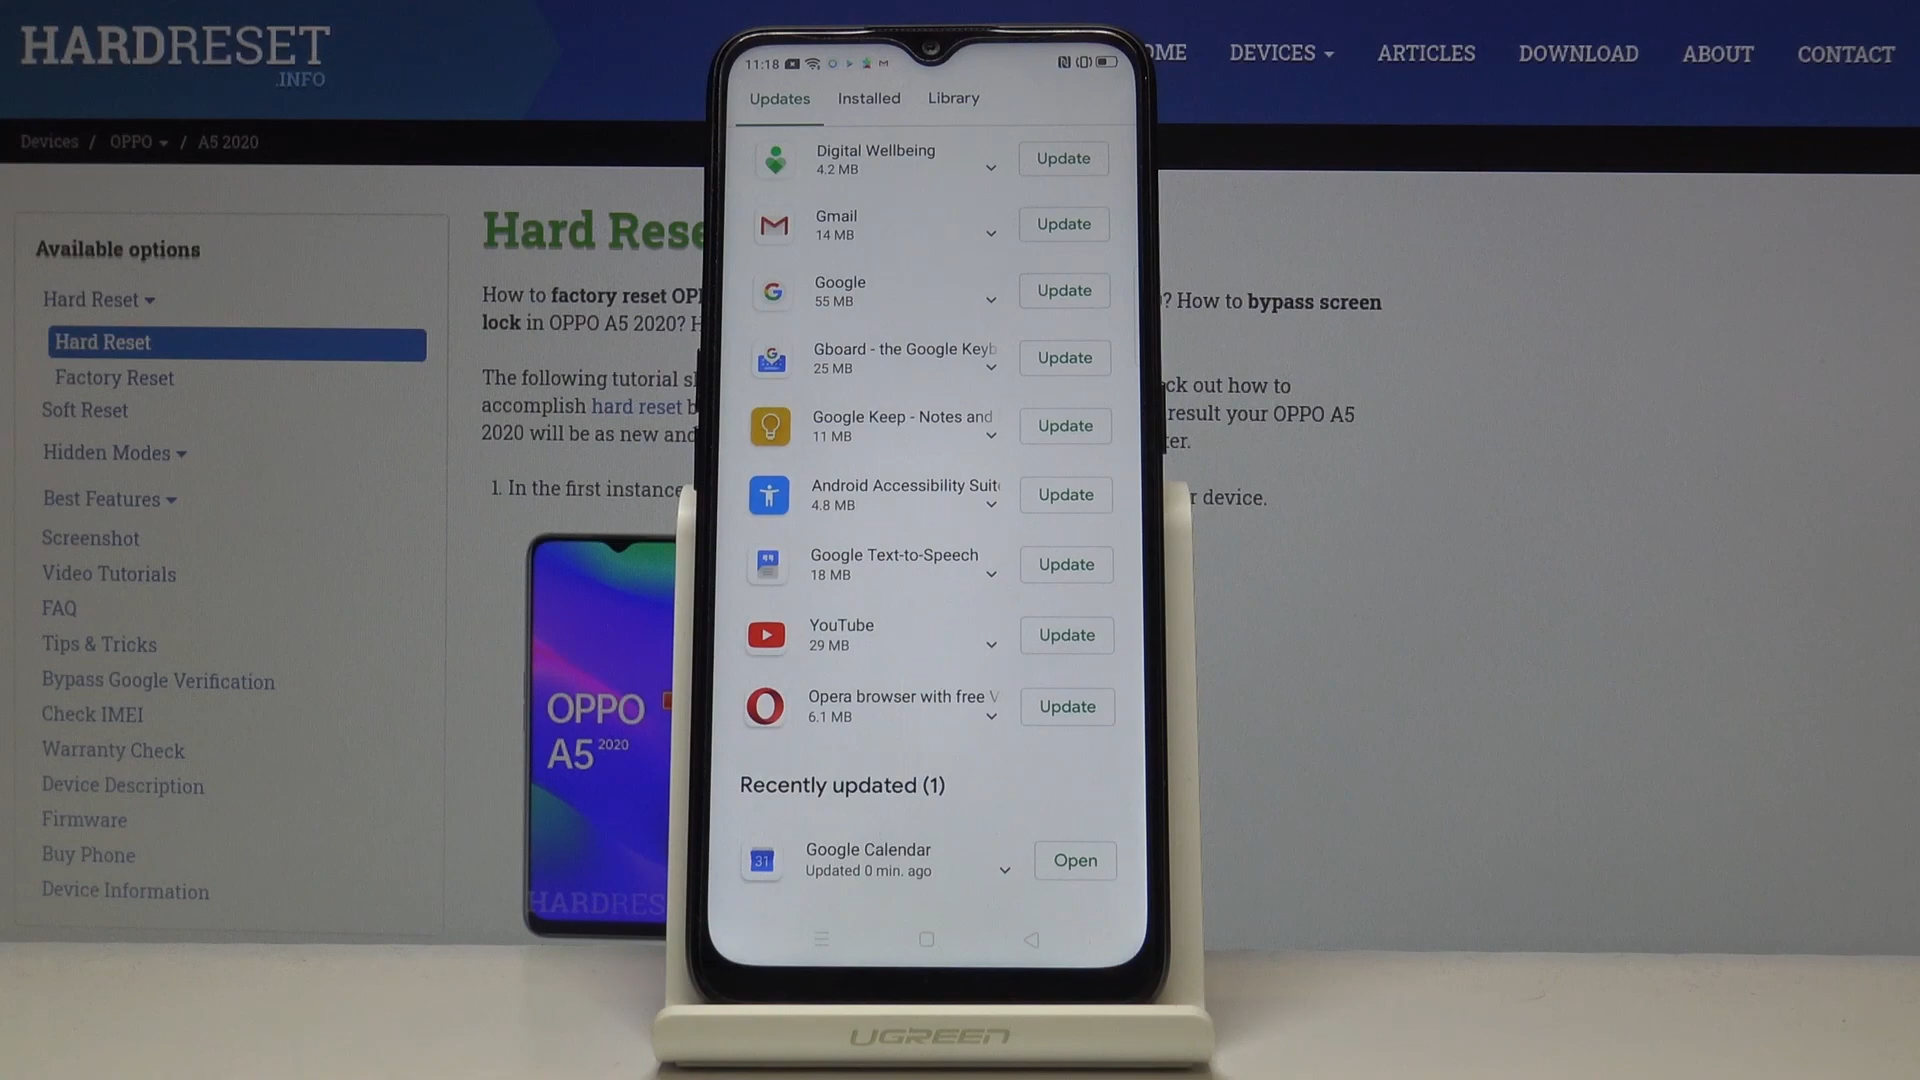 HARDRESET
.INFO
OME
DEVICES
ARTICLES
DOWNLOAD
ABOUT
CONTACT
Devices / OPPO / A5 2020
Available options
Hard Reset
Hard Reset
Factory Reset
Soft Reset
Hidden Modes
Best Features
Screenshot
Video Tutorials
FAQ
Tips & Tricks
Bypass Google Verification
Check IMEI
Warranty Check
Device Description
Firmware
Buy Phone
Device Information
Hard Rese
How to factory reset OPP
? How to bypass screen
lock in OPPO A5 2020? H
The following tutorial s
ck out how to
accomplish hard reset b
result your OPPO A5
2020 will be as new and
ter.
1. In the first instance
r device.
OPPO
A5 2020
HARDRES
11:18
Updates
Installed
Library
Digital Wellbeing
4.2 MB
Update
Gmail
14 MB
Update
Google
55 MB
Update
Gboard - the Google Keyb
25 MB
Update
Google Keep - Notes and
11 MB
Update
Android Accessibility Suit
4.8 MB
Update
Google Text-to-Speech
18 MB
Update
YouTube
29 MB
Update
Opera browser with free V
6.1 MB
Update
Recently updated (1)
31
Google Calendar
Updated 0 min. ago
Open
UGREEN